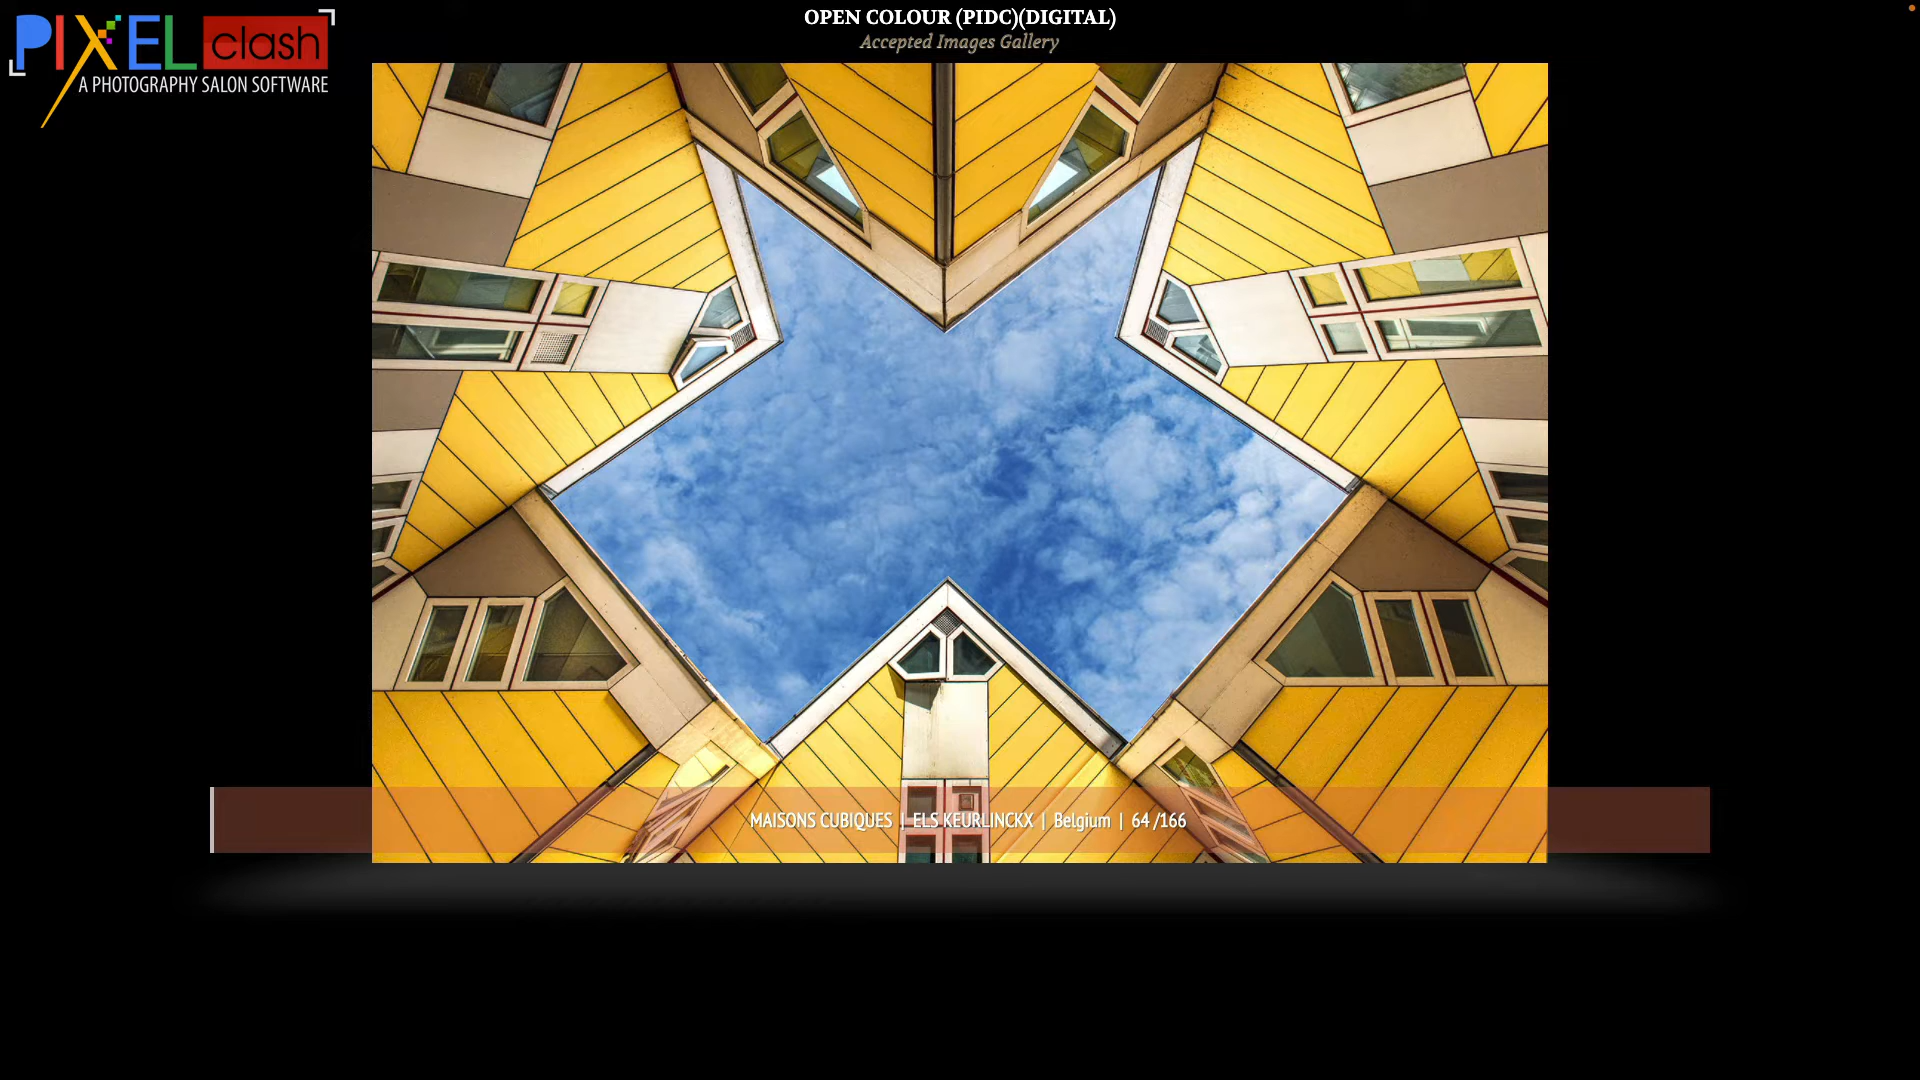 PIXEL clash
A PHOTOGRAPHY SALON SOFTWARE
OPEN COLOUR (PIDC)(DIGITAL)
Accepted Images Gallery
MAISONS CUBIQUES | ELS KEURLINCKX | Belgium | 64 /166